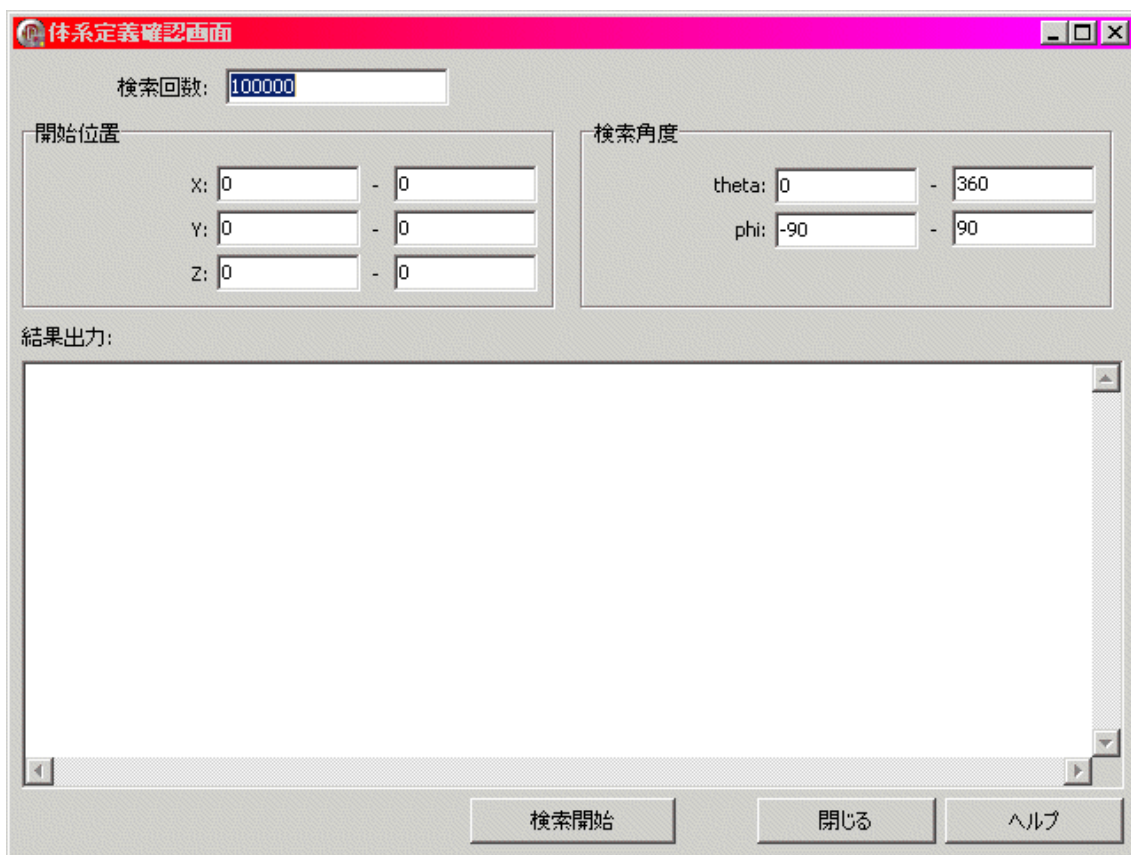 体系定義確認画面
検索回数: 100000
開始位置
X: 0 - 0
Y: 0 - 0
Z: 0 - 0
検索角度
theta: 0 - 360
phi: -90 - 90
結果出力:
検索開始 閉じる ヘルプ